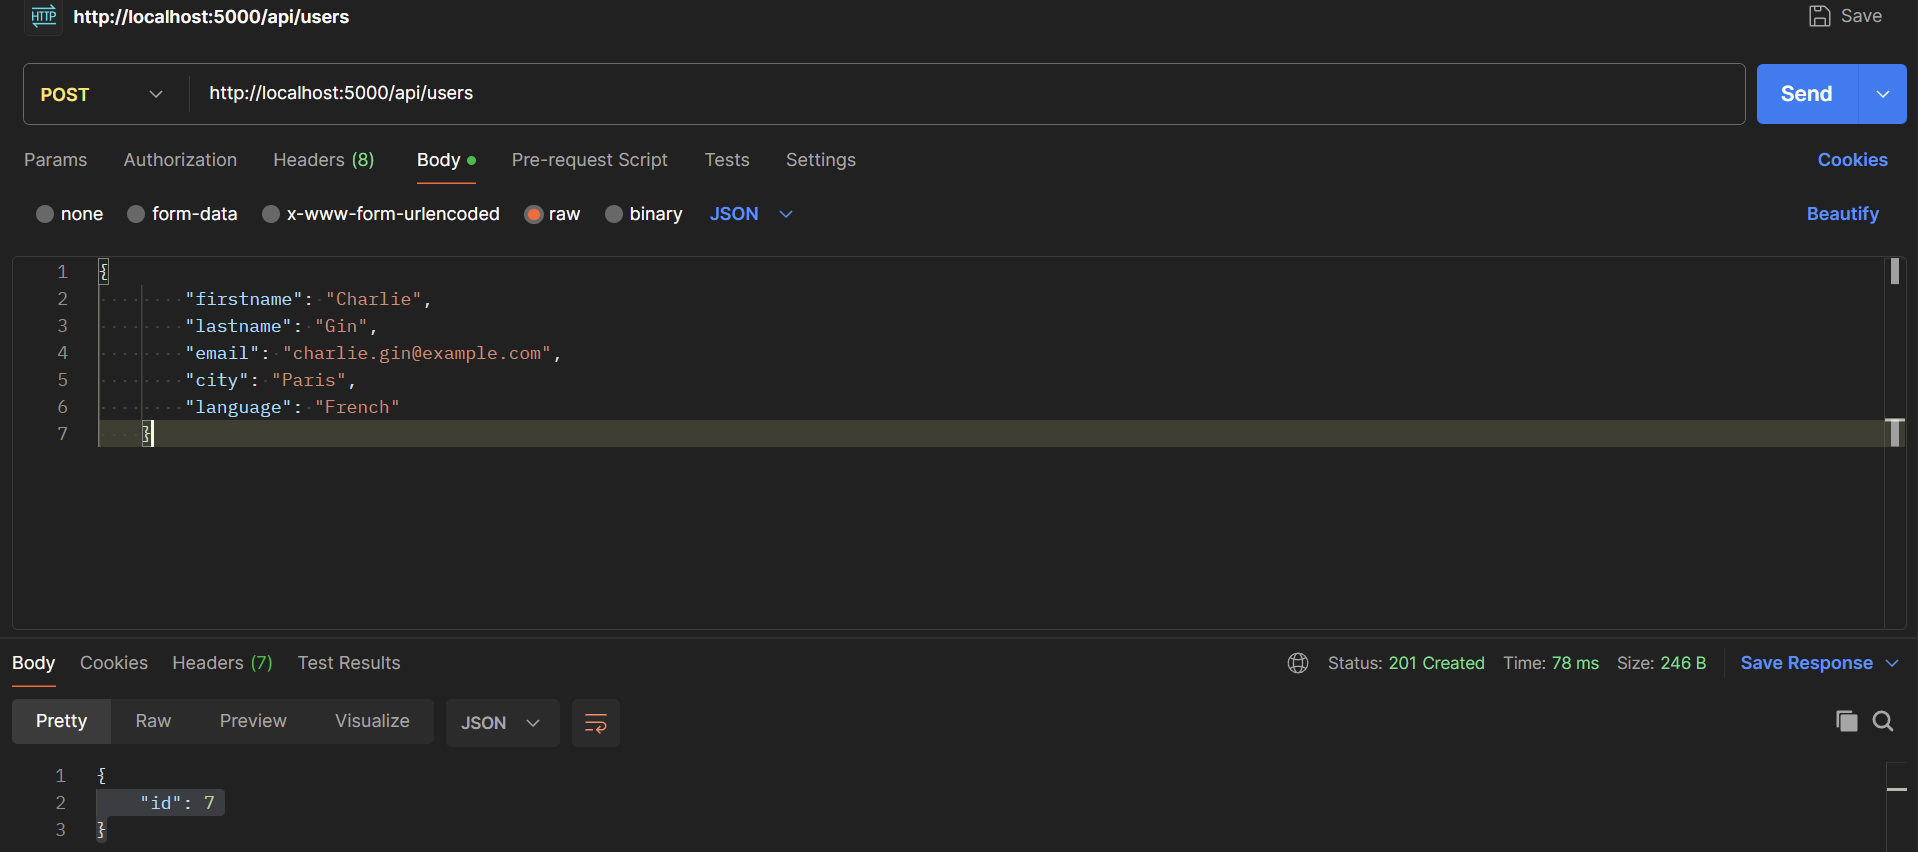 HTTP http://localhost:5000/api/users Save
POST http://localhost:5000/api/users Send
Params Authorization Headers (8) Body Pre-request Script Tests Settings Cookies
none form-data x-www-form-urlencoded raw binary JSON Beautify
1 {
2 "firstname": "Charlie",
3 "lastname": "Gin",
4 "email": "charlie.gin@example.com",
5 "city": "Paris",
6 "language": "French"
7 }
Body Cookies Headers (7) Test Results Status: 201 Created Time: 78 ms Size: 246 B Save Response
Pretty Raw Preview Visualize JSON
1 {
2 "id": 7
3 }